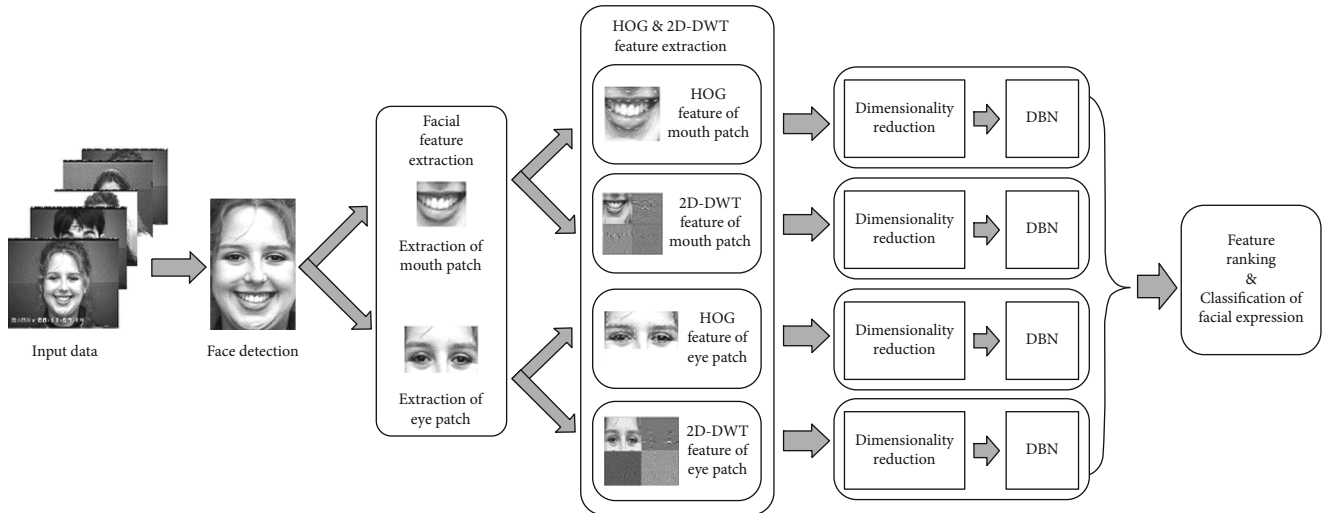 Input data
Face detection
Facial
feature
extraction
Extraction of
mouth patch
Extraction of
eye patch
HOG & 2D-DWT
feature extraction
HOG
feature of
mouth patch
2D-DWT
feature of
mouth patch
HOG
feature of
eye patch
2D-DWT
feature of
eye patch
Dimensionality
reduction
DBN
Dimensionality
reduction
DBN
Dimensionality
reduction
DBN
Dimensionality
reduction
DBN
Feature
ranking
&
Classification of
facial expression